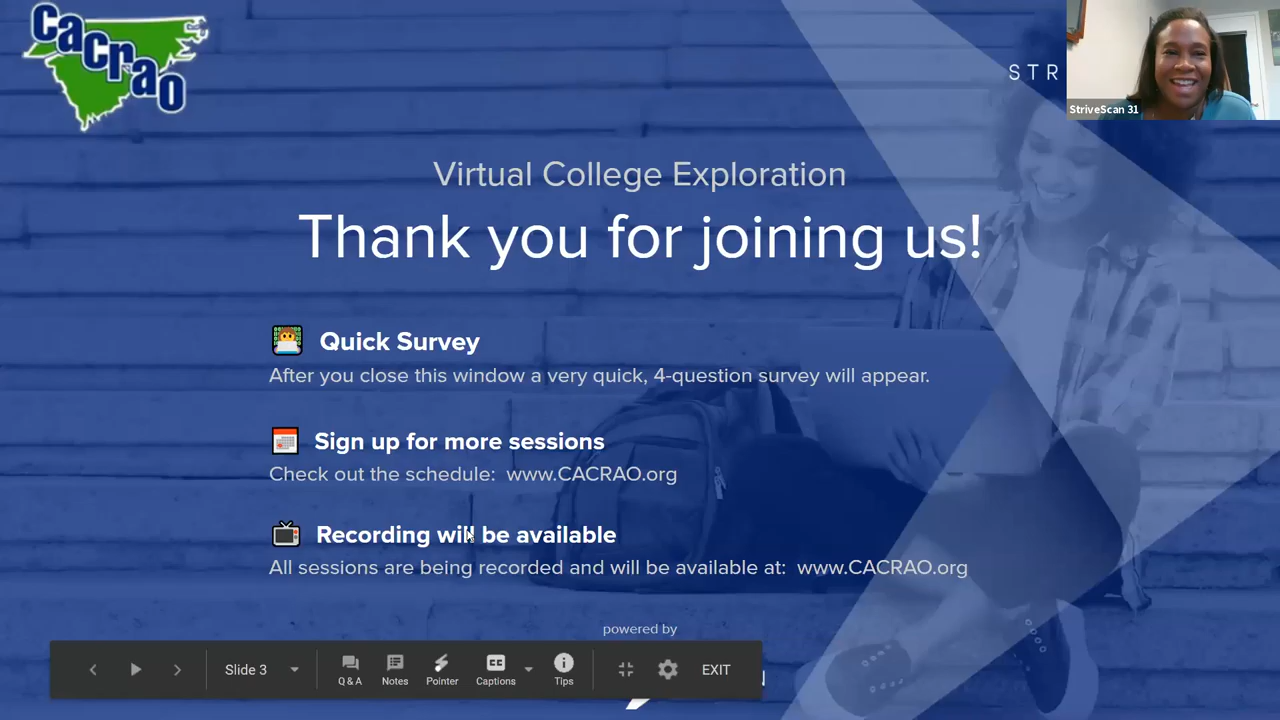 cacrao
STR
StriveScan 31
Virtual College Exploration
Thank you for joining us!
Quick Survey
After you close this window a very quick, 4-question survey will appear.
Sign up for more sessions
Check out the schedule: www.CACRAO.org
Recording will be available
All sessions are being recorded and will be available at: www.CACRAO.org
powered by
Slide 3
Q & A
Notes
Pointer
CC
Captions
Tips
EXIT
N